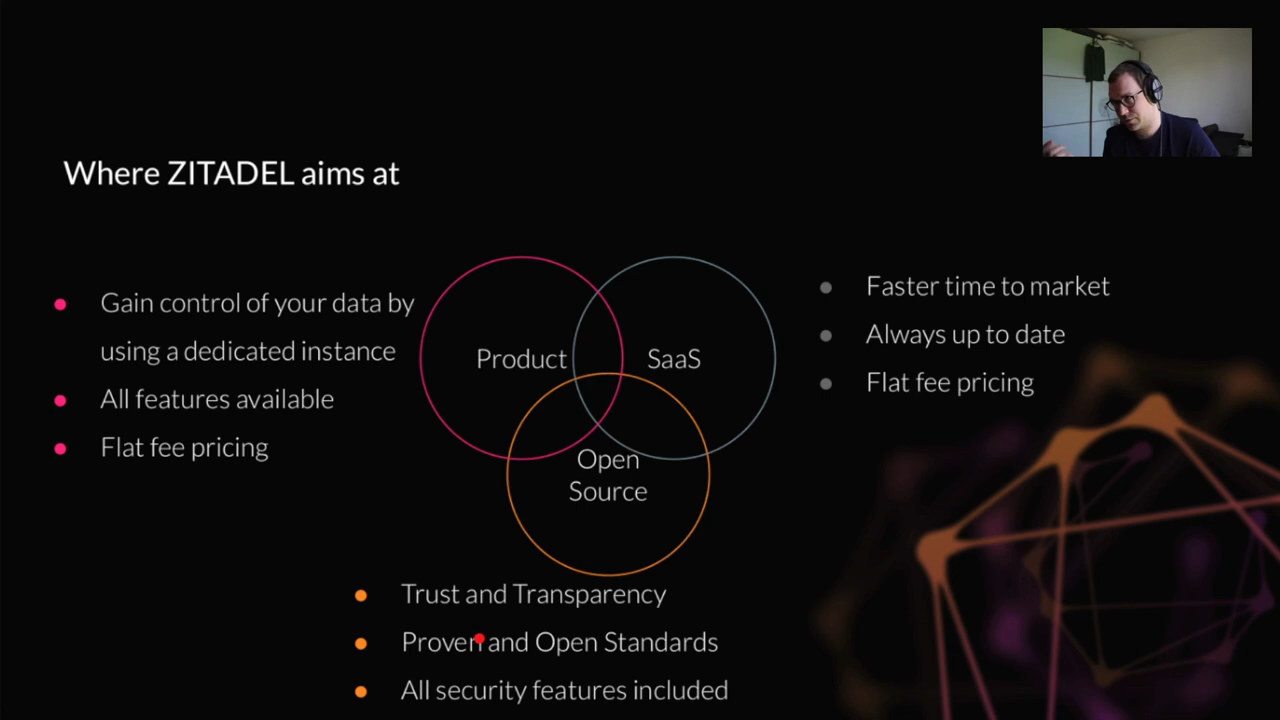 Where ZITADEL aims at
Gain control of your data by
using a dedicated instance
All features available
Flat fee pricing
Product
SaaS
Open
Source
Faster time to market
Always up to date
Flat fee pricing
Trust and Transparency
Proven and Open Standards
All security features included